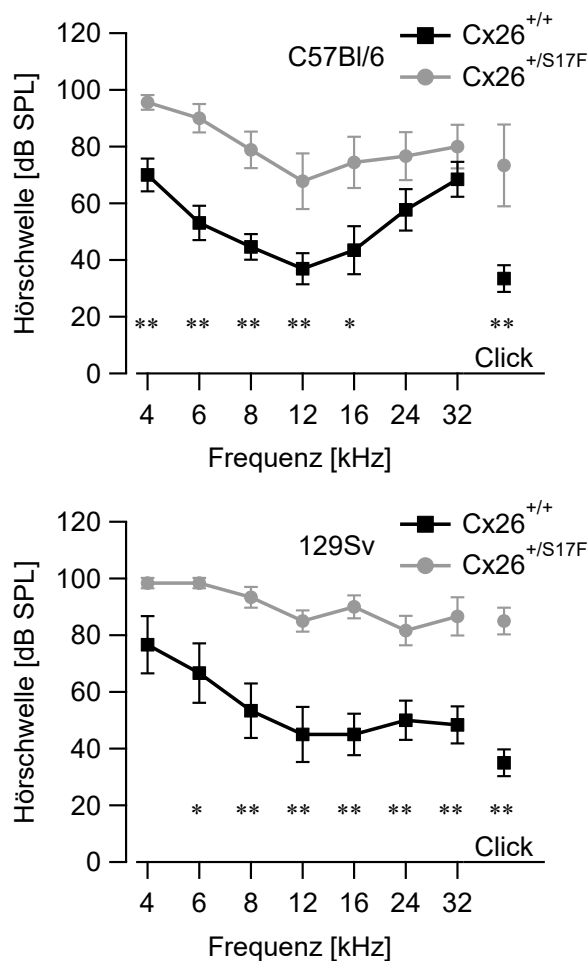 120
100
80
60
40
20
0
Hörschwelle [dB SPL]
C57Bl/6
Cx26+/+
Cx26+/S17F
** ** ** ** * **
Click
4 6 8 12 16 24 32
Frequenz [kHz]
120
100
80
60
40
20
0
Hörschwelle [dB SPL]
129Sv
Cx26+/+
Cx26+/S17F
* ** ** ** ** ** **
Click
4 6 8 12 16 24 32
Frequenz [kHz]